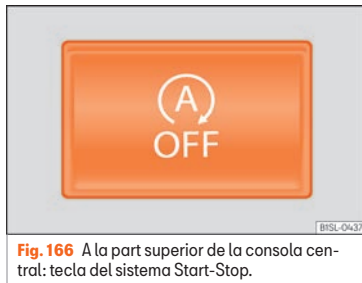 A
OFF
B1SL-0437
Fig. 166 A la part superior de la consola cen-
tral: tecla del sistema Start-Stop.